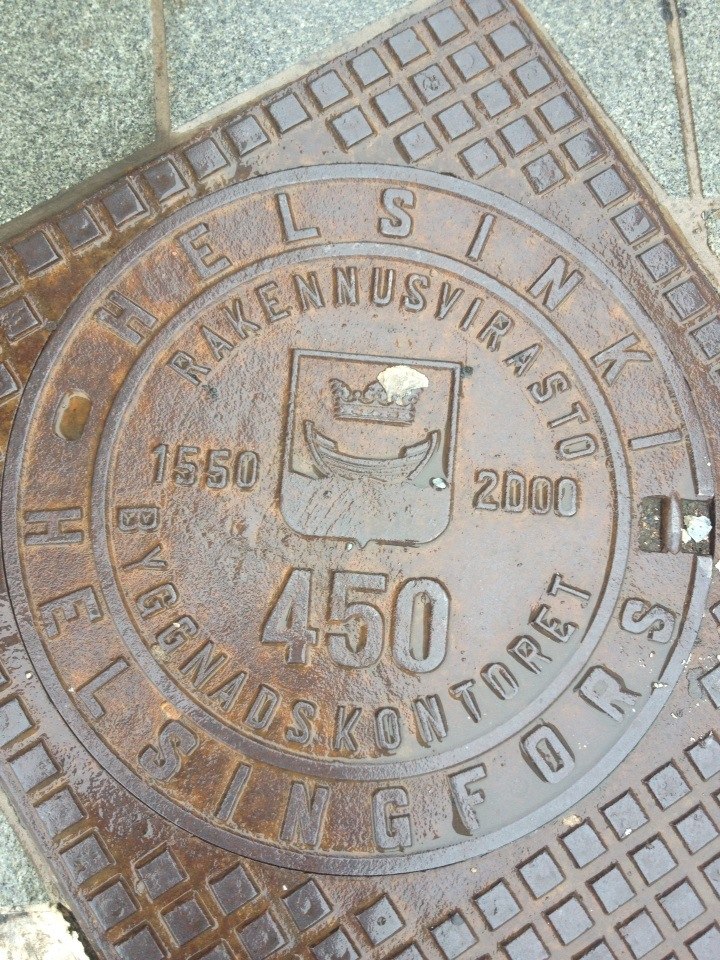 HELSINKI
RAKENNUSVIRASTO
1550 2000
450
BYGGNADSKONTORET
HELSINGFORS